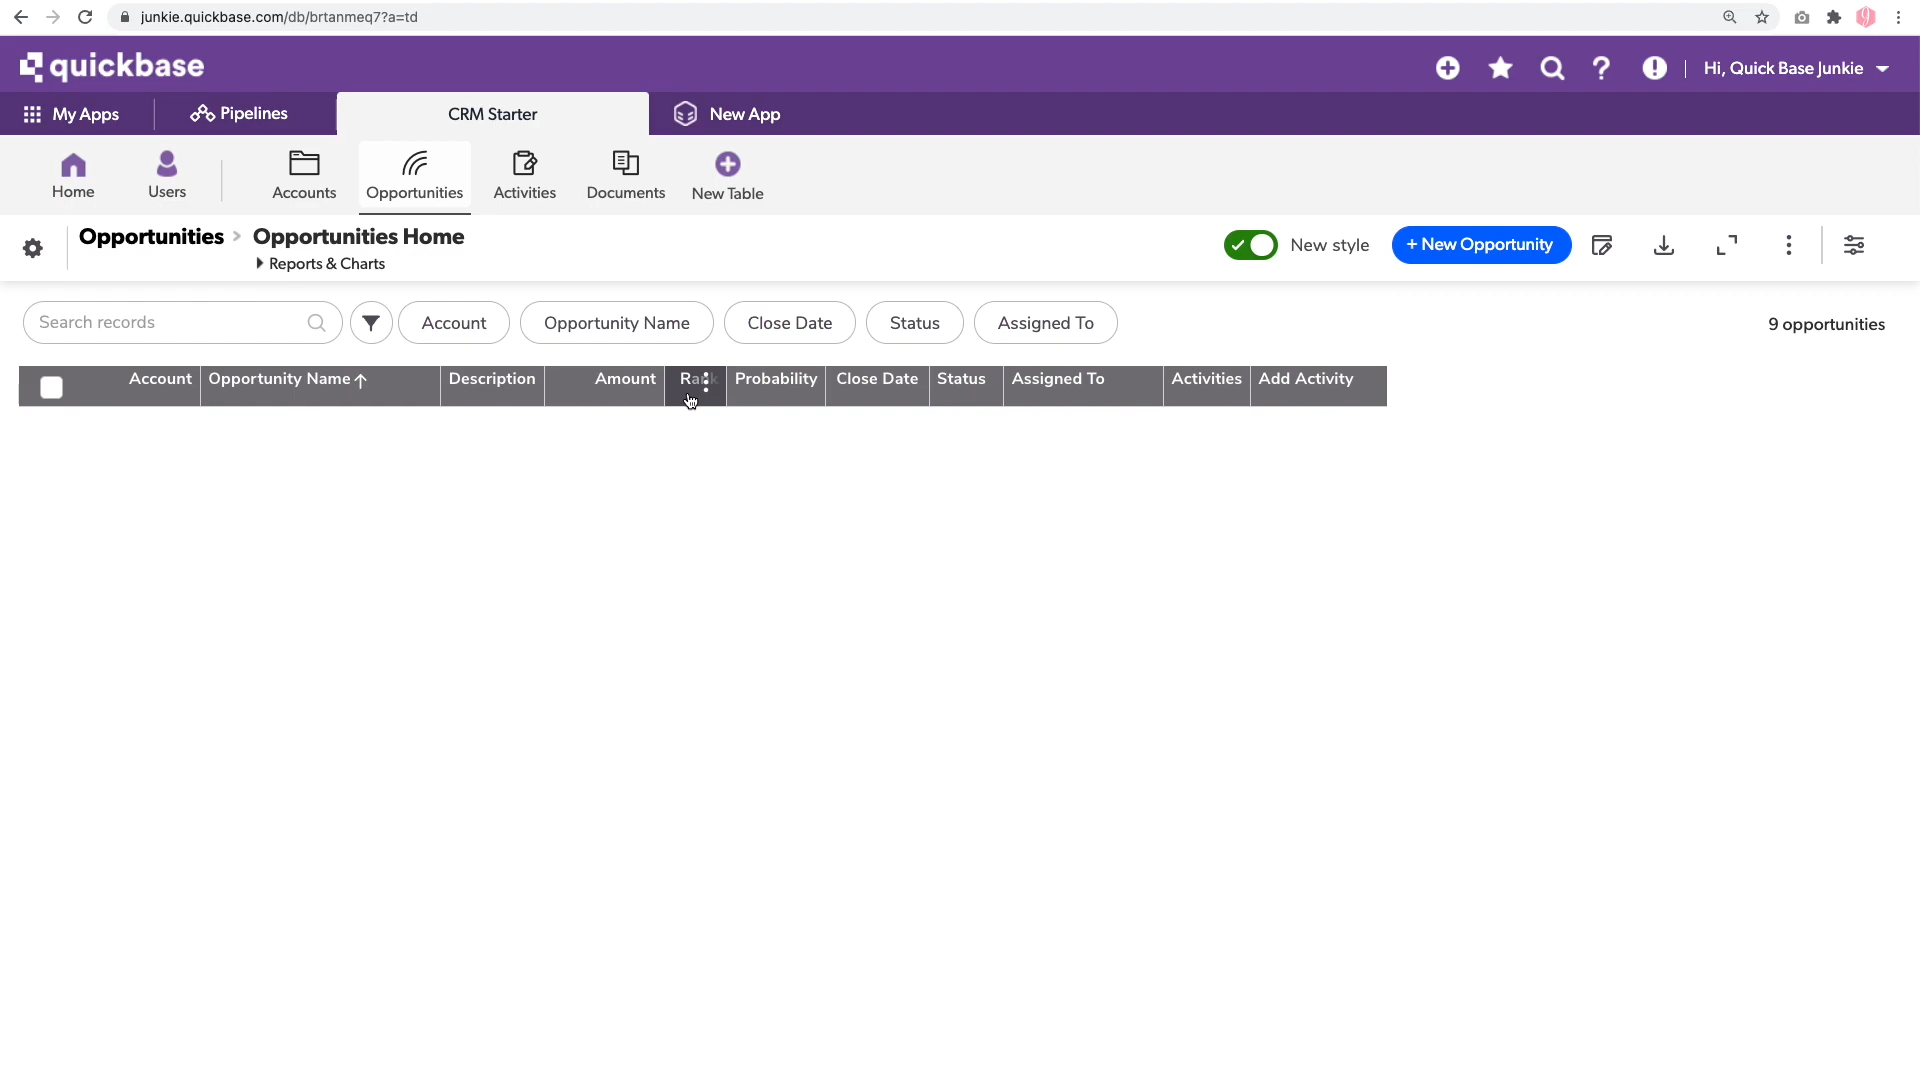 junkie.quickbase.com/db/brtanmeq7?a=td
quickbase
Hi, Quick Base Junkie
My Apps
Pipelines
CRM Starter
New App
Home
Users
Accounts
Opportunities
Activities
Documents
New Table
Opportunities > Opportunities Home
Reports & Charts
New style
+ New Opportunity
Search records
Account
Opportunity Name
Close Date
Status
Assigned To
9 opportunities
Account
Opportunity Name
Description
Amount
Rank
Probability
Close Date
Status
Assigned To
Activities
Add Activity